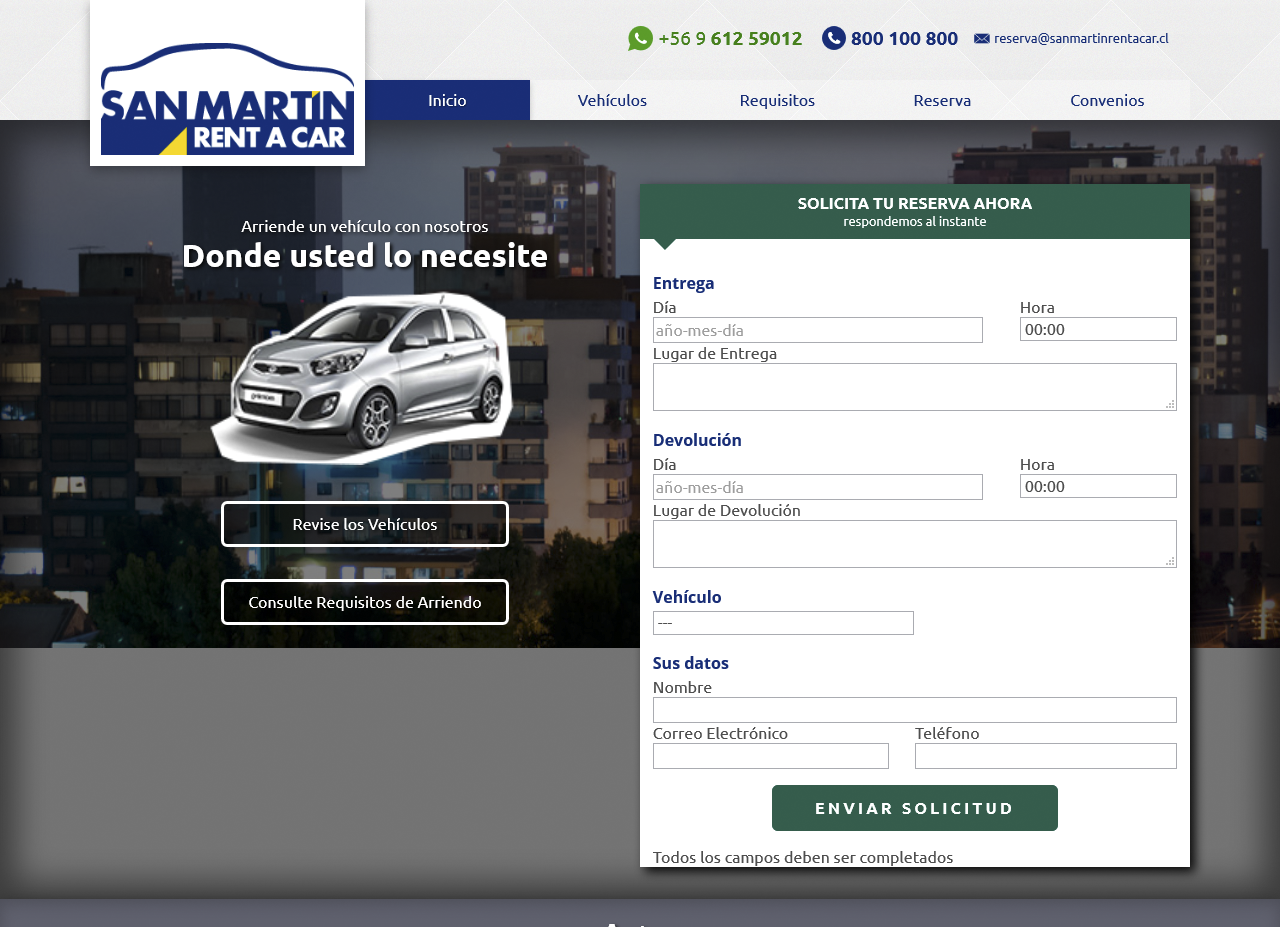 +56 9 612 59012
800 100 800
reserva@sanmartinrentacar.cl
SAN MARTÍN
RENT A CAR
Inicio
Vehículos
Requisitos
Reserva
Convenios
Arriende un vehículo con nosotros
Donde usted lo necesite
Revise los Vehículos
Consulte Requisitos de Arriendo
SOLICITA TU RESERVA AHORA
respondemos al instante
Entrega
Día
Hora
año-mes-día
00:00
Lugar de Entrega
Devolución
Día
Hora
año-mes-día
00:00
Lugar de Devolución
Vehículo
---
Sus datos
Nombre
Correo Electrónico
Teléfono
ENVIAR SOLICITUD
Todos los campos deben ser completados